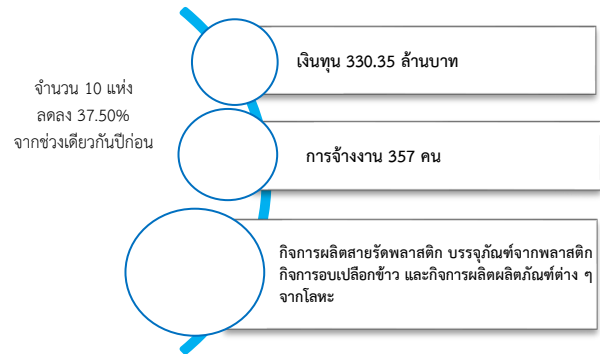 จำนวน 10 แห่ง
ลดลง 37.50%
จากช่วงเดียวกันปีก่อน
เงินทุน 330.35 ล้านบาท
การจ้างงาน 357 คน
กิจการผลิตสายรัดพลาสติก บรรจุภัณฑ์จากพลาสติก
กิจการอบเปลือกข้าว และกิจการผลิตผลิตภัณฑ์ต่าง ๆ
จากโลหะ